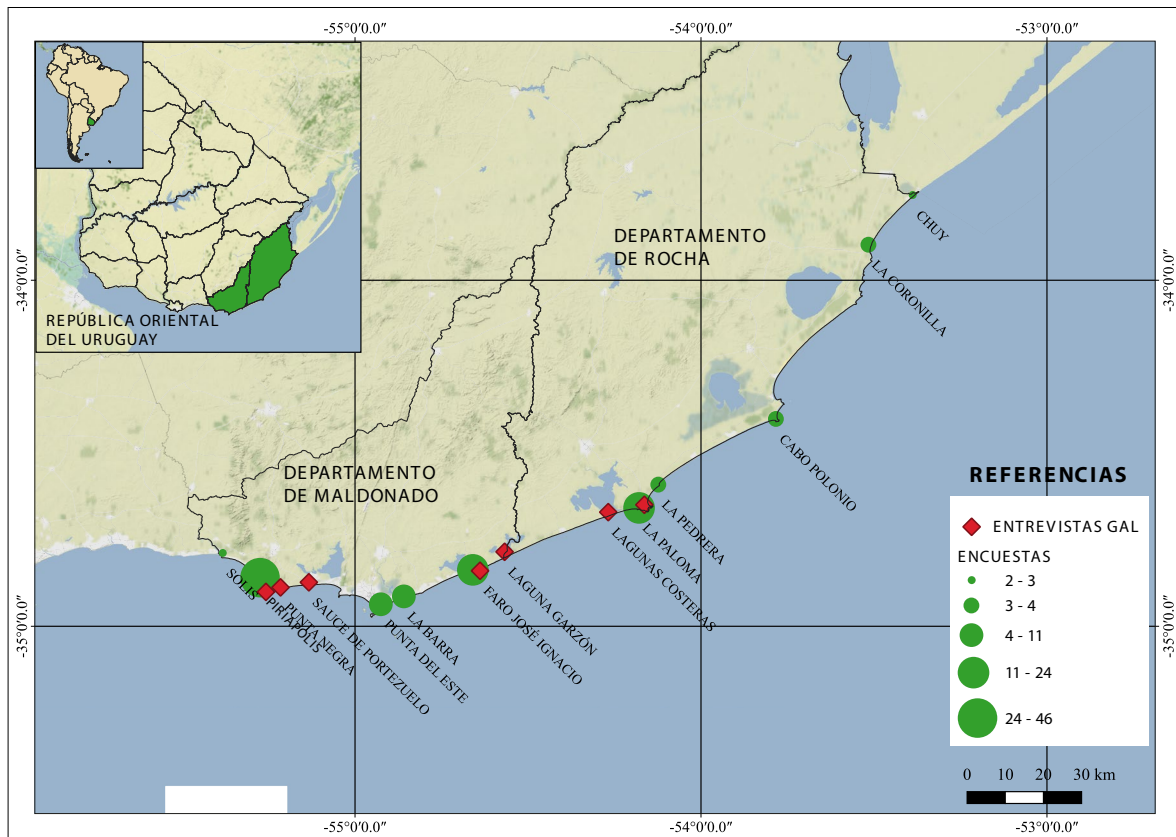 -55°0'0.0"
-54°0'0.0"
-53°0'0.0"
-34°0'0.0"
-34°0'0.0"
-35°0'0.0"
-35°0'0.0"
REPÚBLICA ORIENTAL
DEL URUGUAY
DEPARTAMENTO
DE ROCHA
DEPARTAMENTO
DE MALDONADO
CHUY
LA CORONILLA
CABO POLONIO
LA PEDRERA
LA PALOMA
LAGUNAS COSTERAS
LAGUNA GARZÓN
FARO JOSÉ IGNACIO
LA BARRA
PUNTA DEL ESTE
SAUCE DE PORTEZUELO
PUNTA NEGRA
PIRIÁPOLIS
SOLIS
REFERENCIAS
ENTREVISTAS GAL
ENCUESTAS
2 - 3
3 - 4
4 - 11
11 - 24
24 - 46
0 10 20 30 km
-55°0'0.0"
-54°0'0.0"
-53°0'0.0"